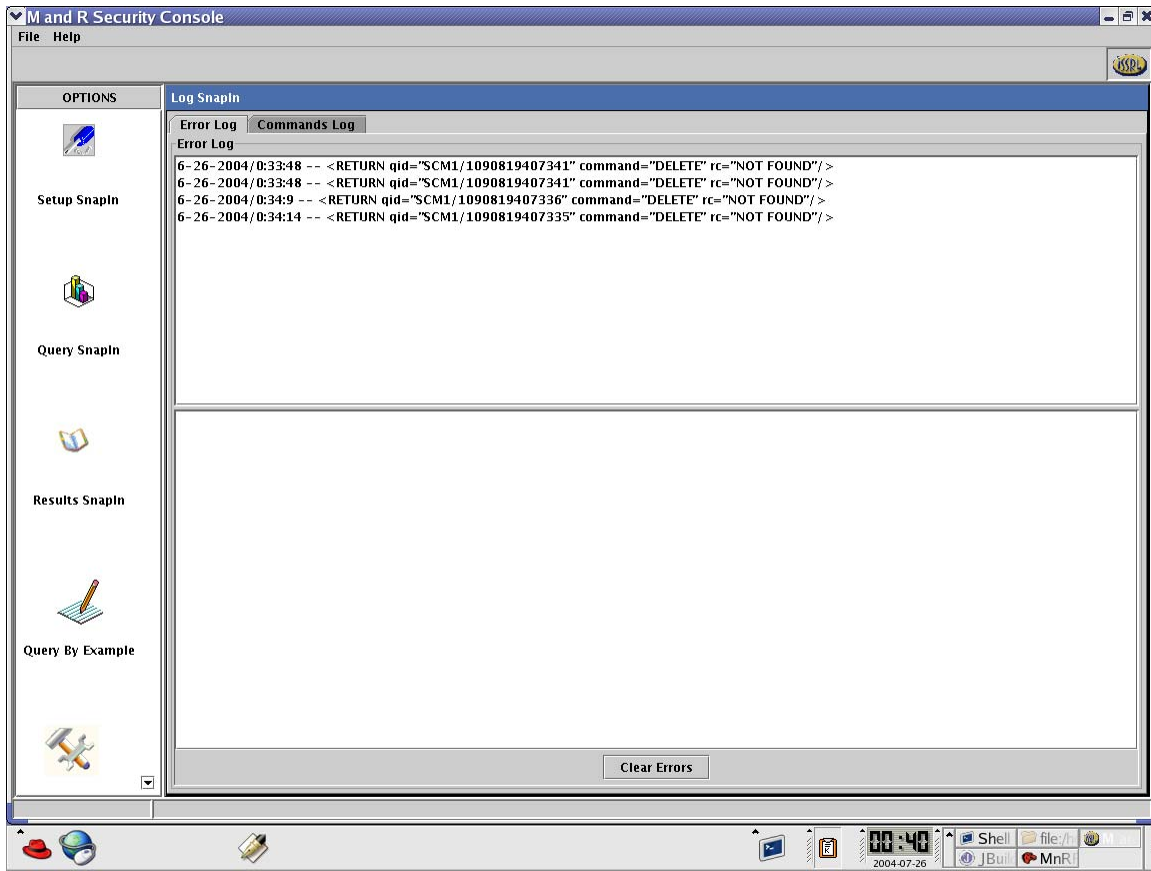 M and R Security Console
File Help
ISSRL
OPTIONS
Setup SnapIn
Query SnapIn
Results SnapIn
Query By Example
Log SnapIn
Error Log Commands Log
Error Log
6-26-2004/0:33:48 -- <RETURN qid="SCM1/1090819407341" command="DELETE" rc="NOT FOUND"/>
6-26-2004/0:33:48 -- <RETURN qid="SCM1/1090819407341" command="DELETE" rc="NOT FOUND"/>
6-26-2004/0:34:9 -- <RETURN qid="SCM1/1090819407336" command="DELETE" rc="NOT FOUND"/>
6-26-2004/0:34:14 -- <RETURN qid="SCM1/1090819407335" command="DELETE" rc="NOT FOUND"/>
Clear Errors
00:40
2004-07-26
Shell file:/h
JBuil MnR